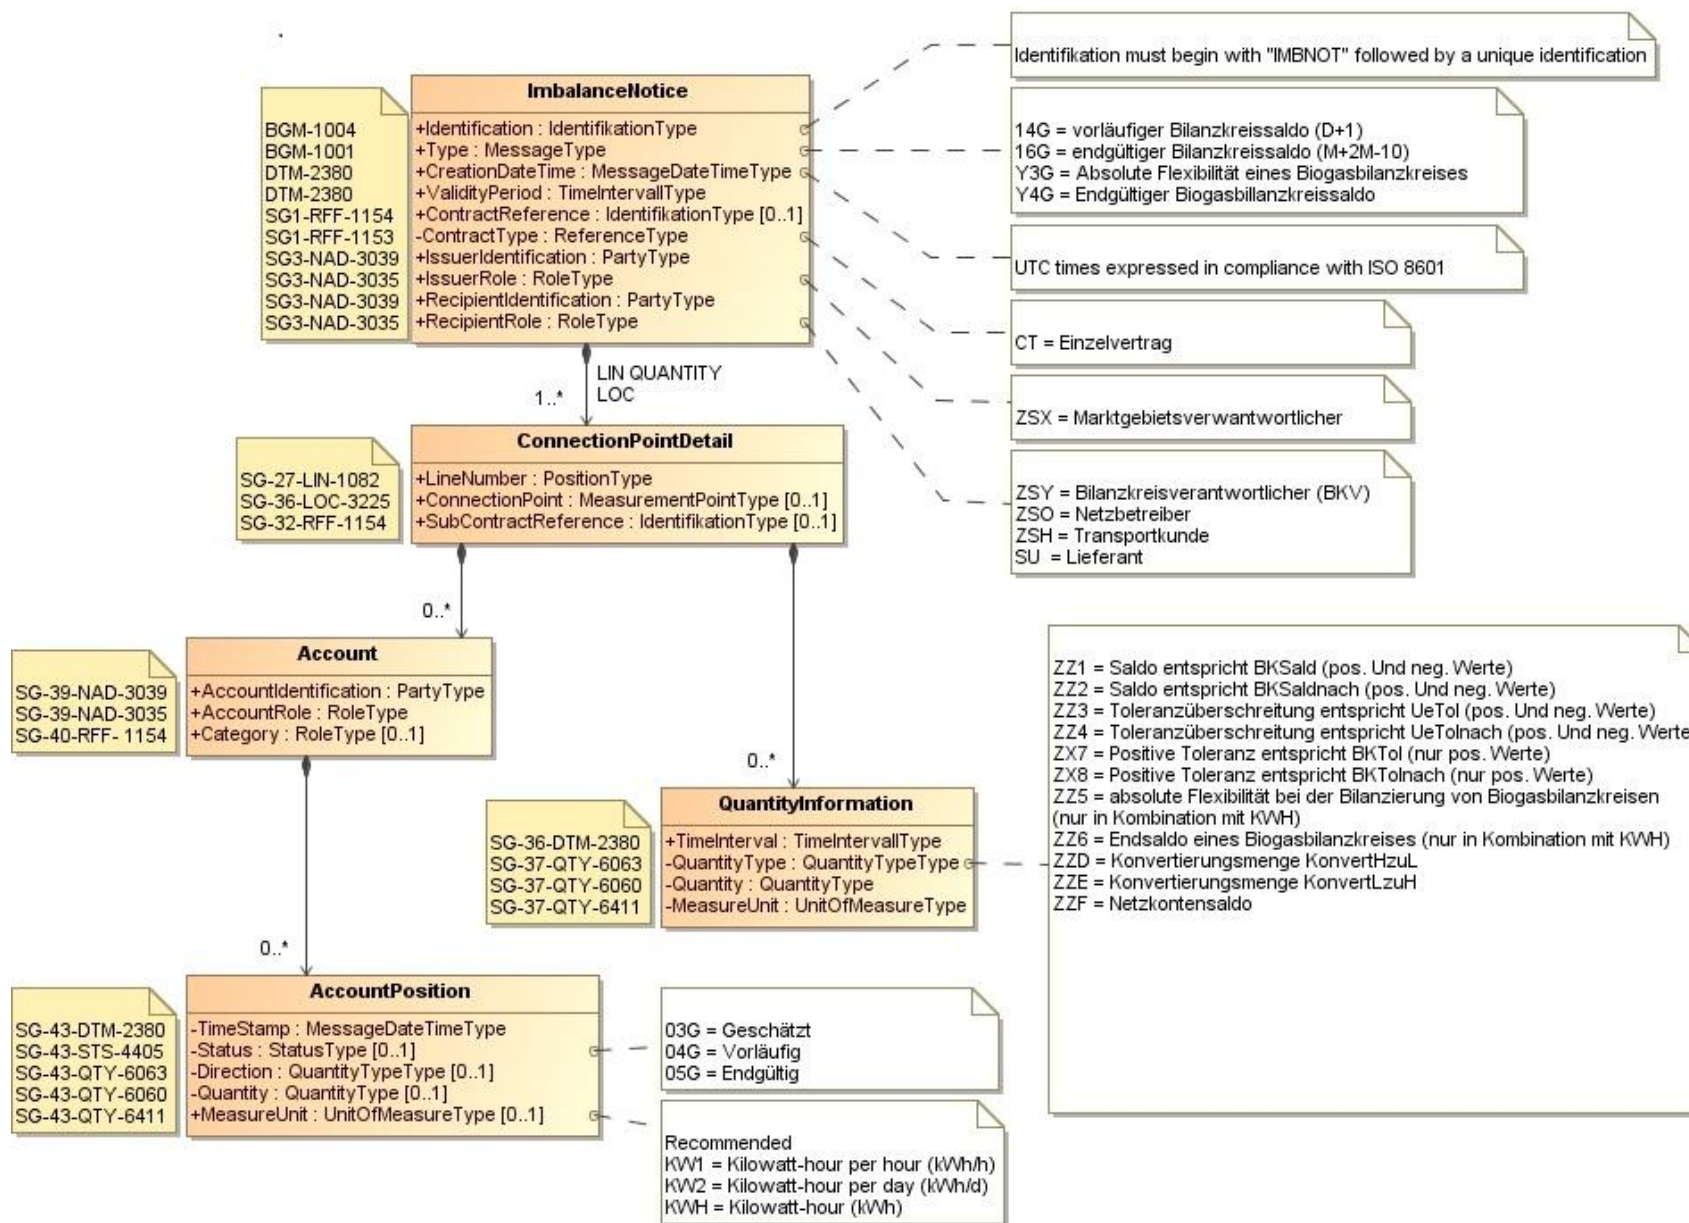 Identifikation must begin with "IMBNOT" followed by a unique identification
ImbalanceNotice
BGM-1004
BGM-1001
DTM-2380
DTM-2380
SG1-RFF-1154
SG1-RFF-1153
SG3-NAD-3039
SG3-NAD-3035
SG3-NAD-3039
SG3-NAD-3035
+Identification : IdentifikationType
+Type : MessageType
+CreationDateTime : MessageDateTimeType
+ValidityPeriod : TimeIntervallType
+ContractReference : IdentifikationType [0..1]
-ContractType : ReferenceType
+IssuerIdentification : PartyType
+IssuerRole : RoleType
+RecipientIdentification : PartyType
+RecipientRole : RoleType
14G = vorläufiger Bilanzkreissaldo (D+1)
16G = endgültiger Bilanzkreissaldo (M+2M-10)
Y3G = Absolute Flexibilität eines Biogasbilanzkreises
Y4G = Endgültiger Biogasbillanzkreissaldo
UTC times expressed in compliance with ISO 8601
CT = Einzelvertrag
ZSX = Marktgebietsverwantwortlicher
ZSY = Bilanzkreisverantwortlicher (BKV)
ZSO = Netzbetreiber
ZSH = Transportkunde
SU = Lieferant
LIN QUANTITY
LOC
1..*
ConnectionPointDetail
SG-27-LIN-1082
SG-36-LOC-3225
SG-32-RFF-1154
+LineNumber : PositionType
+ConnectionPoint : MeasurementPointType [0..1]
+SubContractReference : IdentifikationType [0..1]
0..*
Account
SG-39-NAD-3039
SG-39-NAD-3035
SG-40-RFF- 1154
+AccountIdentification : PartyType
+AccountRole : RoleType
+Category : RoleType [0..1]
0..*
QuantityInformation
SG-36-DTM-2380
SG-37-QTY-6063
SG-37-QTY-6060
SG-37-QTY-6411
+TimeInterval : TimeIntervallType
-QuantityType : QuantityTypeType
-Quantity : QuantityType
-MeasureUnit : UnitOfMeasureType
ZZ1 = Saldo entspricht BKSald (pos. Und neg. Werte)
ZZ2 = Saldo entspricht BKSaldnach (pos. Und neg. Werte)
ZZ3 = Toleranzüberschreitung entspricht UeTol (pos. Und neg. Werte)
ZZ4 = Toleranzüberschreitung entspricht UeTolnach (pos. Und neg. Werte
ZX7 = Positive Toleranz entspricht BKTol (nur pos. Werte)
ZX8 = Positive Toleranz entspricht BKTolnach (nur pos. Werte)
ZZ5 = absolute Flexibilität bei der Bilanzierung von Biogasbilanzkreisen
(nur in Kombination mit KWH)
ZZ6 = Endsaldo eines Biogasbilanzkreises (nur in Kombination mit KWH)
ZZD = Konvertierungsmenge KonvertHzuL
ZZE = Konvertierungsmenge KonvertLzuH
ZZF = Netzkontensaldo
0..*
AccountPosition
SG-43-DTM-2380
SG-43-STS-4405
SG-43-QTY-6063
SG-43-QTY-6060
SG-43-QTY-6411
-TimeStamp : MessageDateTimeType
-Status : StatusType [0..1]
-Direction : QuantityTypeType [0..1]
-Quantity : QuantityType [0..1]
+MeasureUnit : UnitOfMeasureType [0..1]
03G = Geschätzt
04G = Vorläufig
05G = Endgültig
Recommended
KW1 = Kilowatt-hour per hour (kWh/h)
KW2 = Kilowatt-hour per day (kWh/d)
KWH = Kilowatt-hour (kWh)